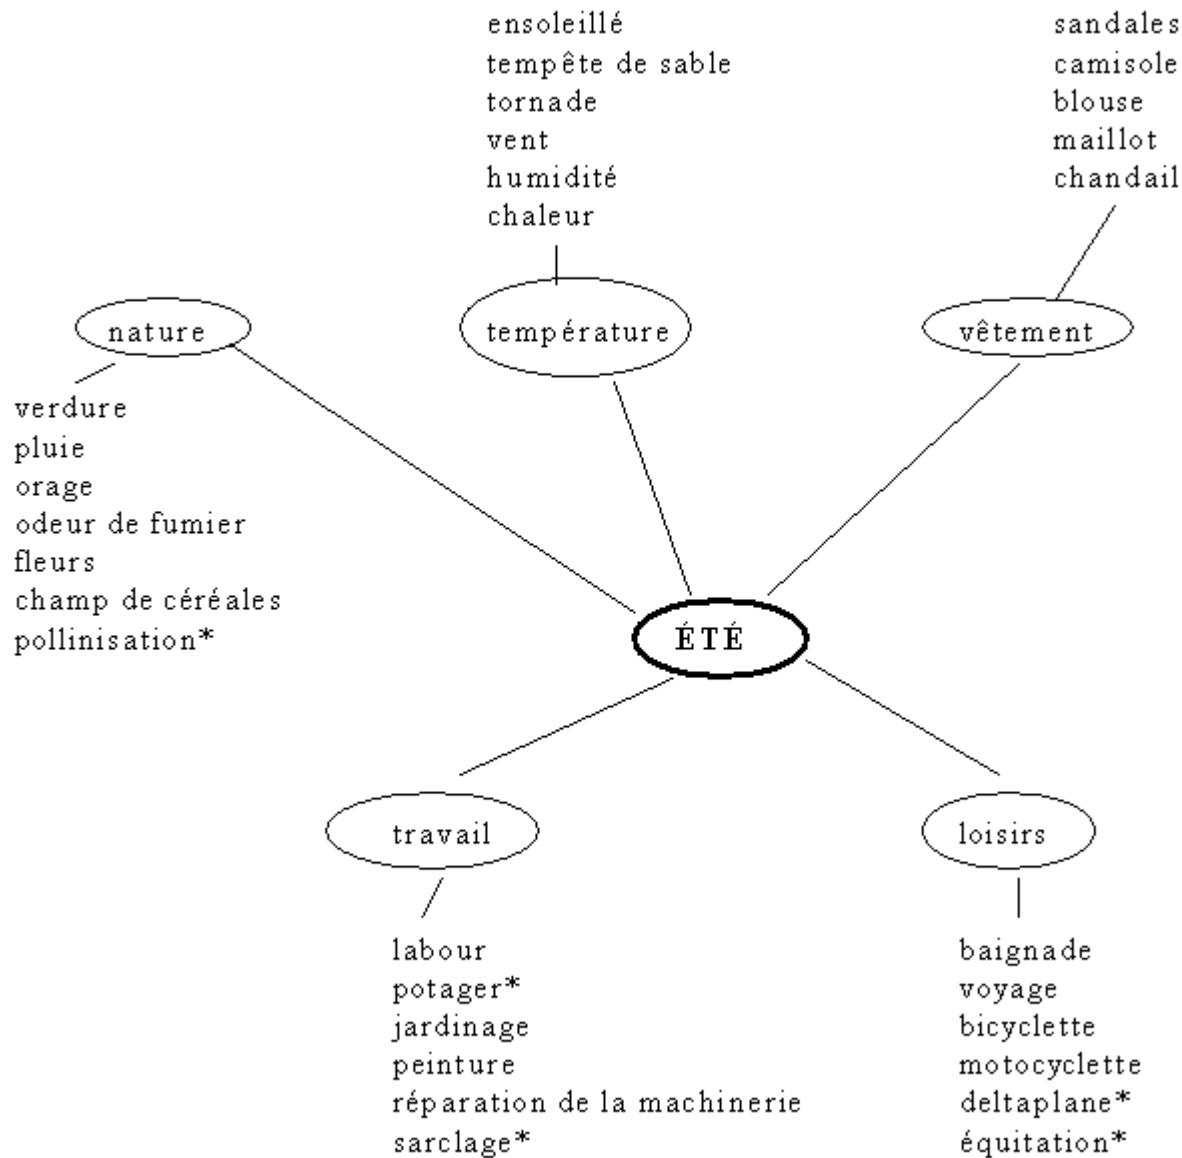 ensoleillé
tempête de sable
tornade
vent
humidité
chaleur
sandales
camisole
blouse
maillot
chandail
nature
température
vêtement
verdure
pluie
orage
odeur de fumier
fleurs
champ de céréales
pollinisation*
ÉTÉ
travail
loisirs
labour
potager*
jardinage
peinture
réparation de la machinerie
sarclage*
baignade
voyage
bicyclette
motocyclette
deltaplane*
équitation*